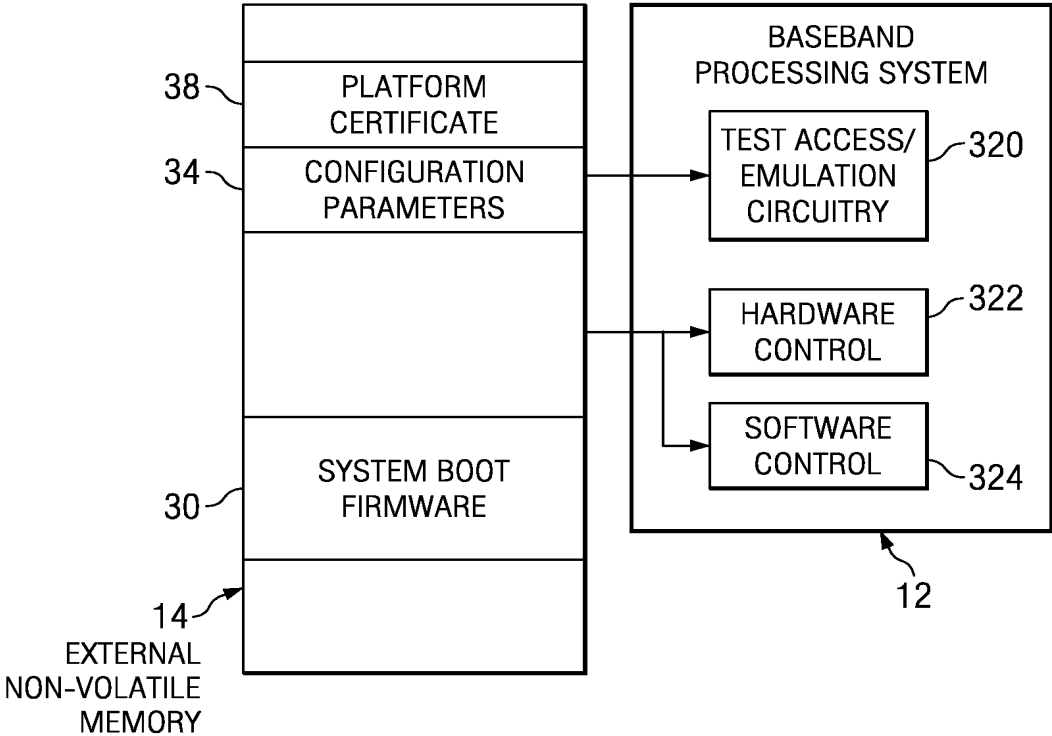 38
PLATFORM
CERTIFICATE
34
CONFIGURATION
PARAMETERS
30
SYSTEM BOOT
FIRMWARE
14
EXTERNAL
NON-VOLATILE
MEMORY
BASEBAND
PROCESSING SYSTEM
TEST ACCESS/
EMULATION
CIRCUITRY
320
HARDWARE
CONTROL
322
SOFTWARE
CONTROL
324
12